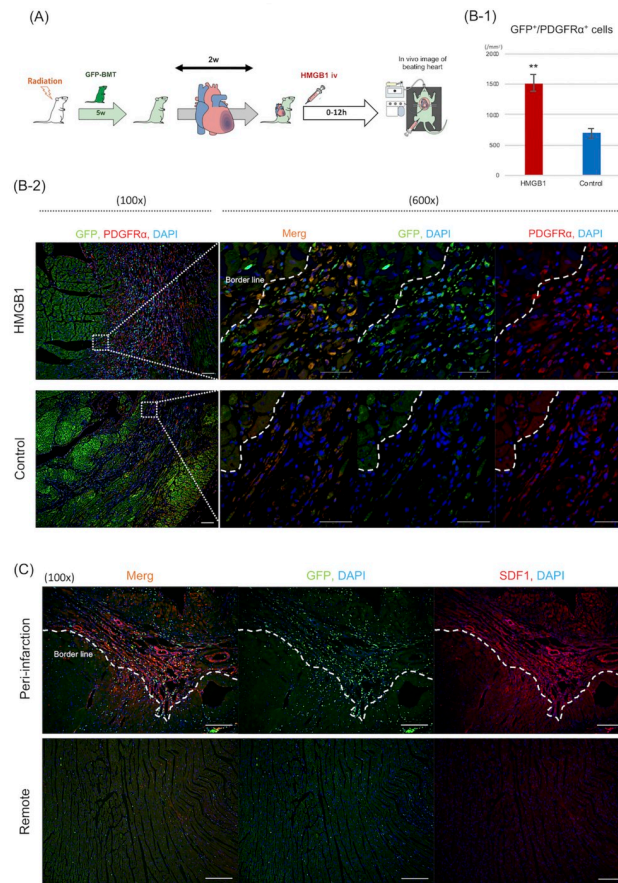 (A)
Radiation
GFP-BMT
5w
2w
HMGB1 iv
0-12h
In vivo image of
beating heart
(B-1)
GFP⁺/PDGFRα⁺ cells
(/mm²)
2000
1500
1000
500
0
**
HMGB1
Control
(B-2)
(100x)
(600x)
GFP, PDGFRα, DAPI
Merg
GFP, DAPI
PDGFRα, DAPI
HMGB1
Border line
Control
(C)
(100x)
Merg
GFP, DAPI
SDF1, DAPI
Peri-infarction
Border line
Remote